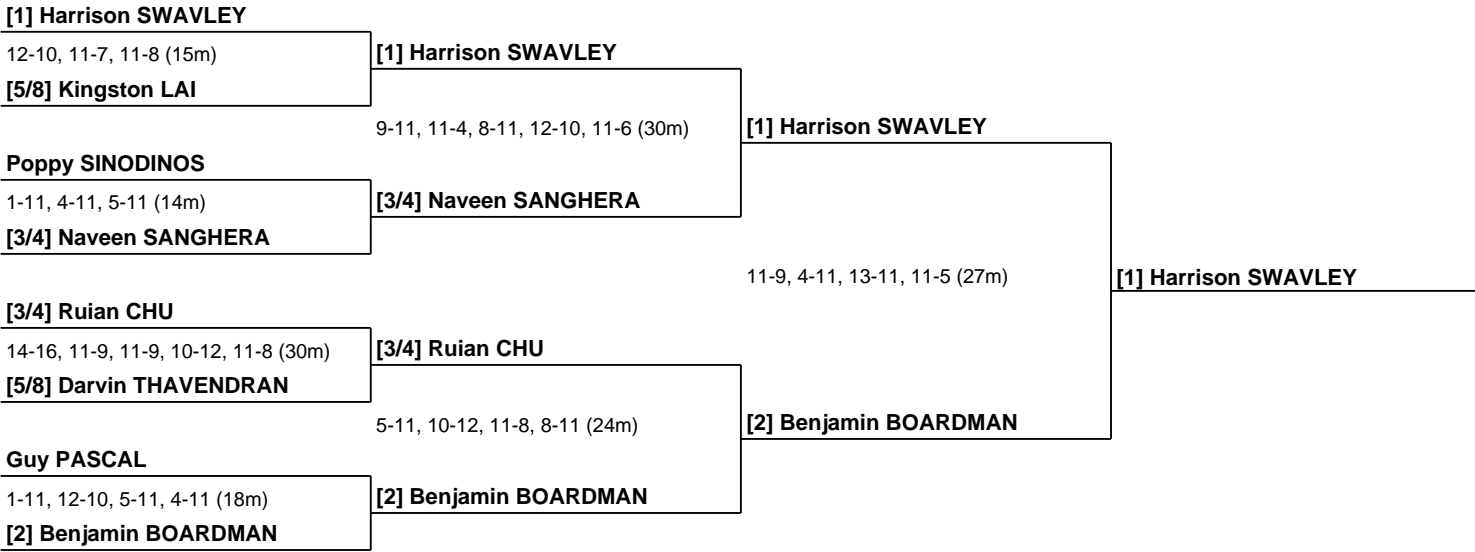 [1] Harrison SWAVLEY
12-10, 11-7, 11-8 (15m)
[1] Harrison SWAVLEY
[5/8] Kingston LAI
9-11, 11-4, 8-11, 12-10, 11-6 (30m)
[1] Harrison SWAVLEY
Poppy SINODINOS
1-11, 4-11, 5-11 (14m)
[3/4] Naveen SANGHERA
[3/4] Naveen SANGHERA
11-9, 4-11, 13-11, 11-5 (27m)
[1] Harrison SWAVLEY
[3/4] Ruian CHU
14-16, 11-9, 11-9, 10-12, 11-8 (30m)
[3/4] Ruian CHU
[5/8] Darvin THAVENDRAN
5-11, 10-12, 11-8, 8-11 (24m)
[2] Benjamin BOARDMAN
Guy PASCAL
1-11, 12-10, 5-11, 4-11 (18m)
[2] Benjamin BOARDMAN
[2] Benjamin BOARDMAN